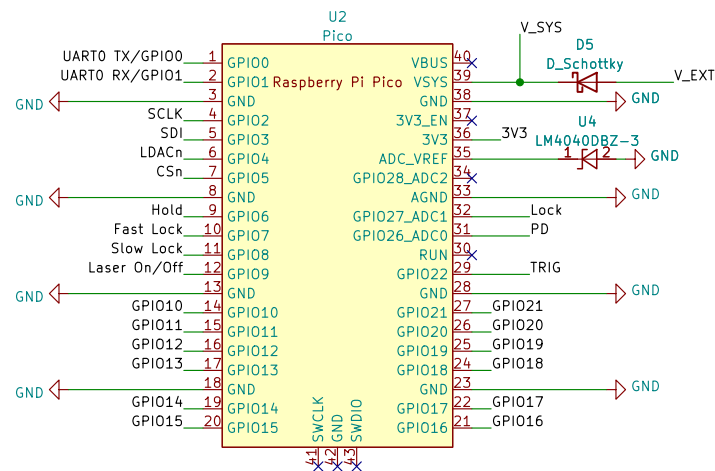 U2
Pico
V_SYS
D5
D_Schottky
V_EXT
UART0 TX/GPIO0 1 GPIO0 VBUS 40
UART0 RX/GPIO1 2 GPIO1 Raspberry Pi Pico VSYS 39
GND 3 GND GND 38 GND
SCLK 4 GPIO2 3V3_EN 37
SDI 5 GPIO3 3V3 36 3V3
U4
LM4040DBZ-3
LDACn 6 GPIO4 ADC_VREF 35 1 2 GND
CSn 7 GPIO5 GPIO28_ADC2 34
GND 8 GND AGND 33 GND
Hold 9 GPIO6 GPIO27_ADC1 32 Lock
Fast Lock 10 GPIO7 GPIO26_ADC0 31 PD
Slow Lock 11 GPIO8 RUN 30
Laser On/Off 12 GPIO9 GPIO22 29 TRIG
GND 13 GND GND 28 GND
GPIO10 14 GPIO10 GPIO21 27 GPIO21
GPIO11 15 GPIO11 GPIO20 26 GPIO20
GPIO12 16 GPIO12 GPIO19 25 GPIO19
GPIO13 17 GPIO13 GPIO18 24 GPIO18
GND 18 GND GND 23 GND
GPIO14 19 GPIO14 GPIO17 22 GPIO17
GPIO15 20 GPIO15 GPIO16 21 GPIO16
SWCLK GND SWDIO
41 42 43